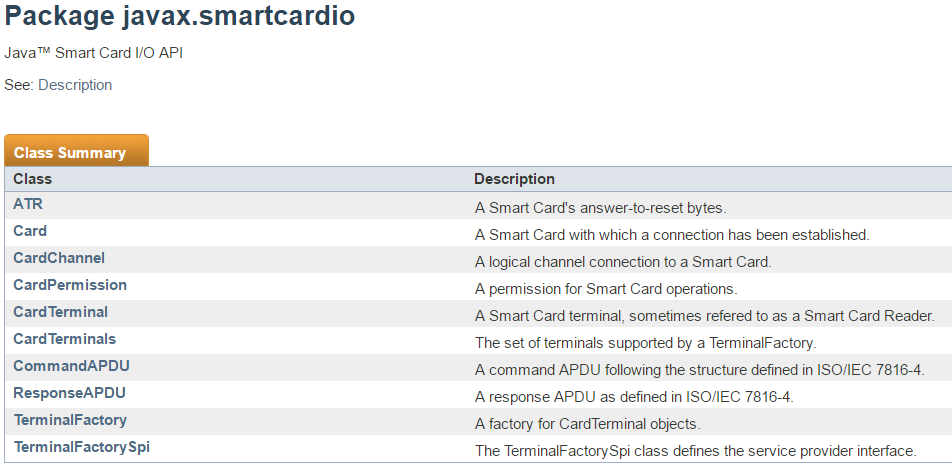 Package javax.smartcardio
Java™ Smart Card I/O API
See: Description
Class Summary
Class Description
ATR A Smart Card's answer-to-reset bytes.
Card A Smart Card with which a connection has been established.
CardChannel A logical channel connection to a Smart Card.
CardPermission A permission for Smart Card operations.
CardTerminal A Smart Card terminal, sometimes refered to as a Smart Card Reader.
CardTerminals The set of terminals supported by a TerminalFactory.
CommandAPDU A command APDU following the structure defined in ISO/IEC 7816-4.
ResponseAPDU A response APDU as defined in ISO/IEC 7816-4.
TerminalFactory A factory for CardTerminal objects.
TerminalFactorySpi The TerminalFactorySpi class defines the service provider interface.